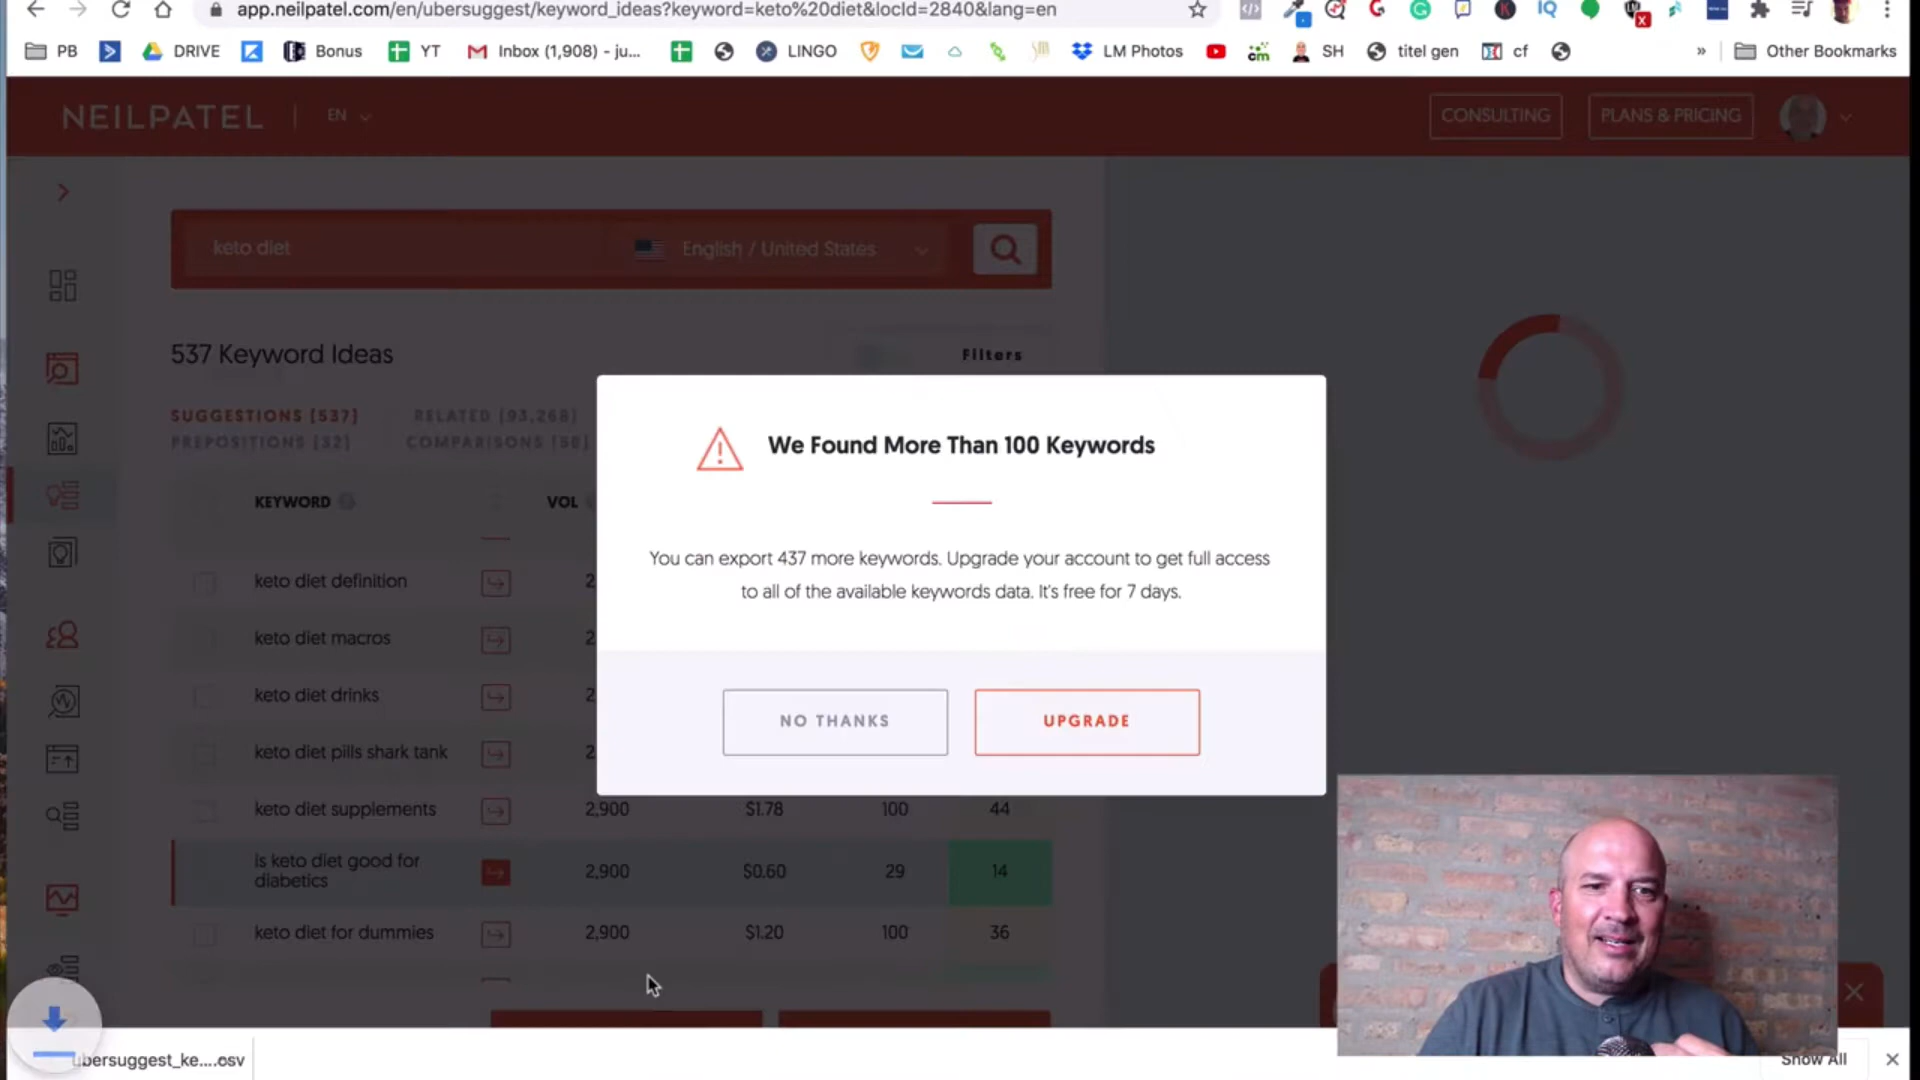 app.neilpatel.com/en/ubersuggest/keyword_ideas?keyword=keto%20diet&locId=2840&lang=en
PB
DRIVE
Bonus
YT
Inbox (1,908) - ju...
LINGO
LM Photos
SH
titel gen
cf
»
Other Bookmarks
NEILPATEL
EN
CONSULTING
PLANS & PRICING
keto diet
English / United States
537 Keyword Ideas
Filters
SUGGESTIONS [537]
RELATED [93,268]
PREPOSITIONS [32]
COMPARISONS [58]
KEYWORD
VOL
We Found More Than 100 Keywords
You can export 437 more keywords. Upgrade your account to get full access
to all of the available keywords data. It's free for 7 days.
NO THANKS
UPGRADE
keto diet definition 2
keto diet macros 2
keto diet drinks 2
keto diet pills shark tank 2
keto diet supplements 2,900 $1.78 100 44
is keto diet good for
diabetics 2,900 $0.60 29 14
keto diet for dummies 2,900 $1.20 100 36
ubersuggest_ke....csv
Show All